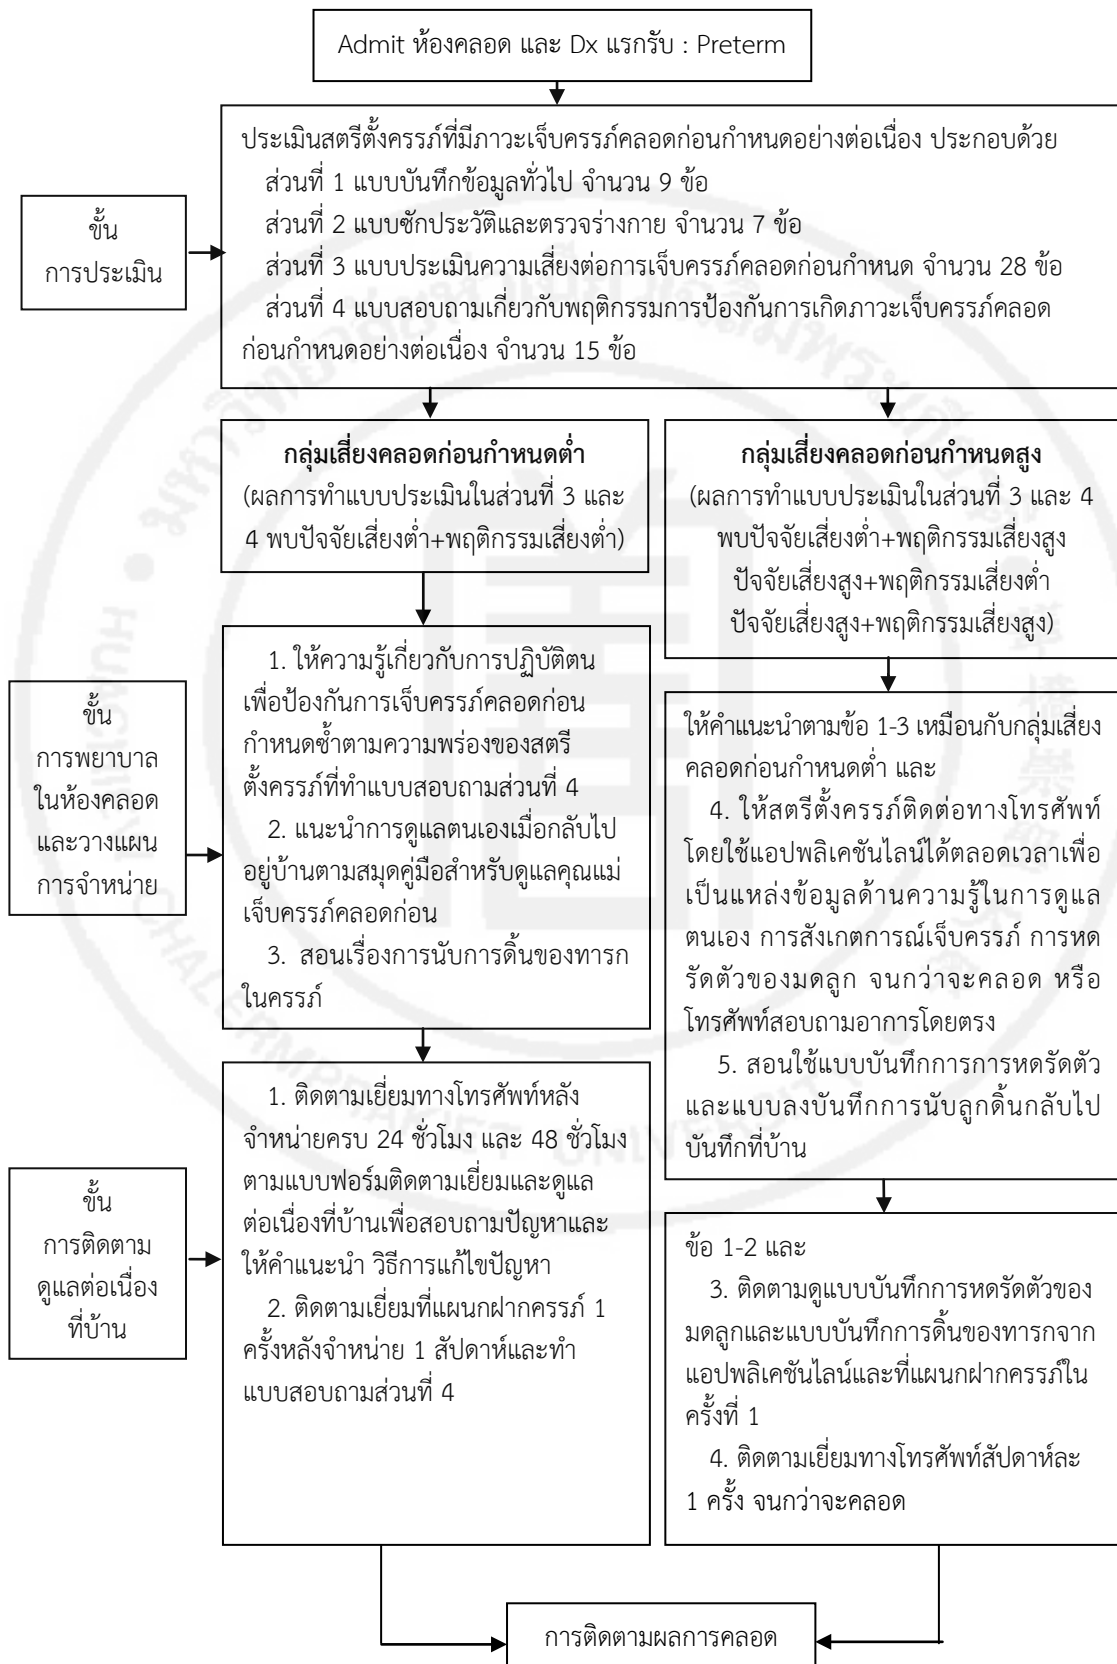 Admit ห้องคลอด และ Dx แรกรับ : Preterm
ประเมินสตรีตั้งครรภ์ที่มีภาวะเจ็บครรภ์คลอดก่อนกำหนดอย่างต่อเนื่อง ประกอบด้วย
ส่วนที่ 1 แบบบันทึกข้อมูลทั่วไป จำนวน 9 ข้อ
ส่วนที่ 2 แบบซักประวัติและตรวจร่างกาย จำนวน 7 ข้อ
ส่วนที่ 3 แบบประเมินความเสี่ยงต่อการเจ็บครรภ์คลอดก่อนกำหนด จำนวน 28 ข้อ
ส่วนที่ 4 แบบสอบถามเกี่ยวกับพฤติกรรมการป้องกันการเกิดภาวะเจ็บครรภ์คลอด
ก่อนกำหนดอย่างต่อเนื่อง จำนวน 15 ข้อ
ขั้น
การประเมิน
กลุ่มเสี่ยงคลอดก่อนกำหนดต่ำ
(ผลการทำแบบประเมินในส่วนที่ 3 และ
4 พบปัจจัยเสี่ยงต่ำ+พฤติกรรมเสี่ยงต่ำ)
กลุ่มเสี่ยงคลอดก่อนกำหนดสูง
(ผลการทำแบบประเมินในส่วนที่ 3 และ 4
พบปัจจัยเสี่ยงต่ำ+พฤติกรรมเสี่ยงสูง
ปัจจัยเสี่ยงสูง+พฤติกรรมเสี่ยงต่ำ
ปัจจัยเสี่ยงสูง+พฤติกรรมเสี่ยงสูง)
ขั้น
การพยาบาล
ในห้องคลอด
และวางแผน
การจำหน่าย
1. ให้ความรู้เกี่ยวกับการปฏิบัติตน
เพื่อป้องกันการเจ็บครรภ์คลอดก่อน
กำหนดซ้ำตามความพร่องของสตรี
ตั้งครรภ์ที่ทำแบบสอบถามส่วนที่ 4
2. แนะนำการดูแลตนเองเมื่อกลับไป
อยู่บ้านตามสมุดคู่มือสำหรับดูแลคุณแม่
เจ็บครรภ์คลอดก่อน
3. สอนเรื่องการนับการดิ้นของทารก
ในครรภ์
ให้คำแนะนำตามข้อ 1-3 เหมือนกับกลุ่มเสี่ยง
คลอดก่อนกำหนดต่ำ และ
4. ให้สตรีตั้งครรภ์ติดต่อทางโทรศัพท์
โดยใช้แอปพลิเคชันไลน์ได้ตลอดเวลาเพื่อ
เป็นแหล่งข้อมูลด้านความรู้ในการดูแล
ตนเอง การสังเกตการณ์เจ็บครรภ์ การหด
รัดตัวของมดลูก จนกว่าจะคลอด หรือ
โทรศัพท์สอบถามอาการโดยตรง
5. สอนใช้แบบบันทึกการการหดรัดตัว
และแบบลงบันทึกการนับลูกดิ้นกลับไป
บันทึกที่บ้าน
ขั้น
การติดตาม
ดูแลต่อเนื่อง
ที่บ้าน
1. ติดตามเยี่ยมทางโทรศัพท์หลัง
จำหน่ายครบ 24 ชั่วโมง และ 48 ชั่วโมง
ตามแบบฟอร์มติดตามเยี่ยมและดูแล
ต่อเนื่องที่บ้านเพื่อสอบถามปัญหาและ
ให้คำแนะนำ วิธีการแก้ไขปัญหา
2. ติดตามเยี่ยมที่แผนกฝากครรภ์ 1
ครั้งหลังจำหน่าย 1 สัปดาห์และทำ
แบบสอบถามส่วนที่ 4
ข้อ 1-2 และ
3. ติดตามดูแบบบันทึกการหดรัดตัวของ
มดลูกและแบบบันทึกการดิ้นของทารกจาก
แอปพลิเคชันไลน์และที่แผนกฝากครรภ์ใน
ครั้งที่ 1
4. ติดตามเยี่ยมทางโทรศัพท์สัปดาห์ละ
1 ครั้ง จนกว่าจะคลอด
การติดตามผลการคลอด